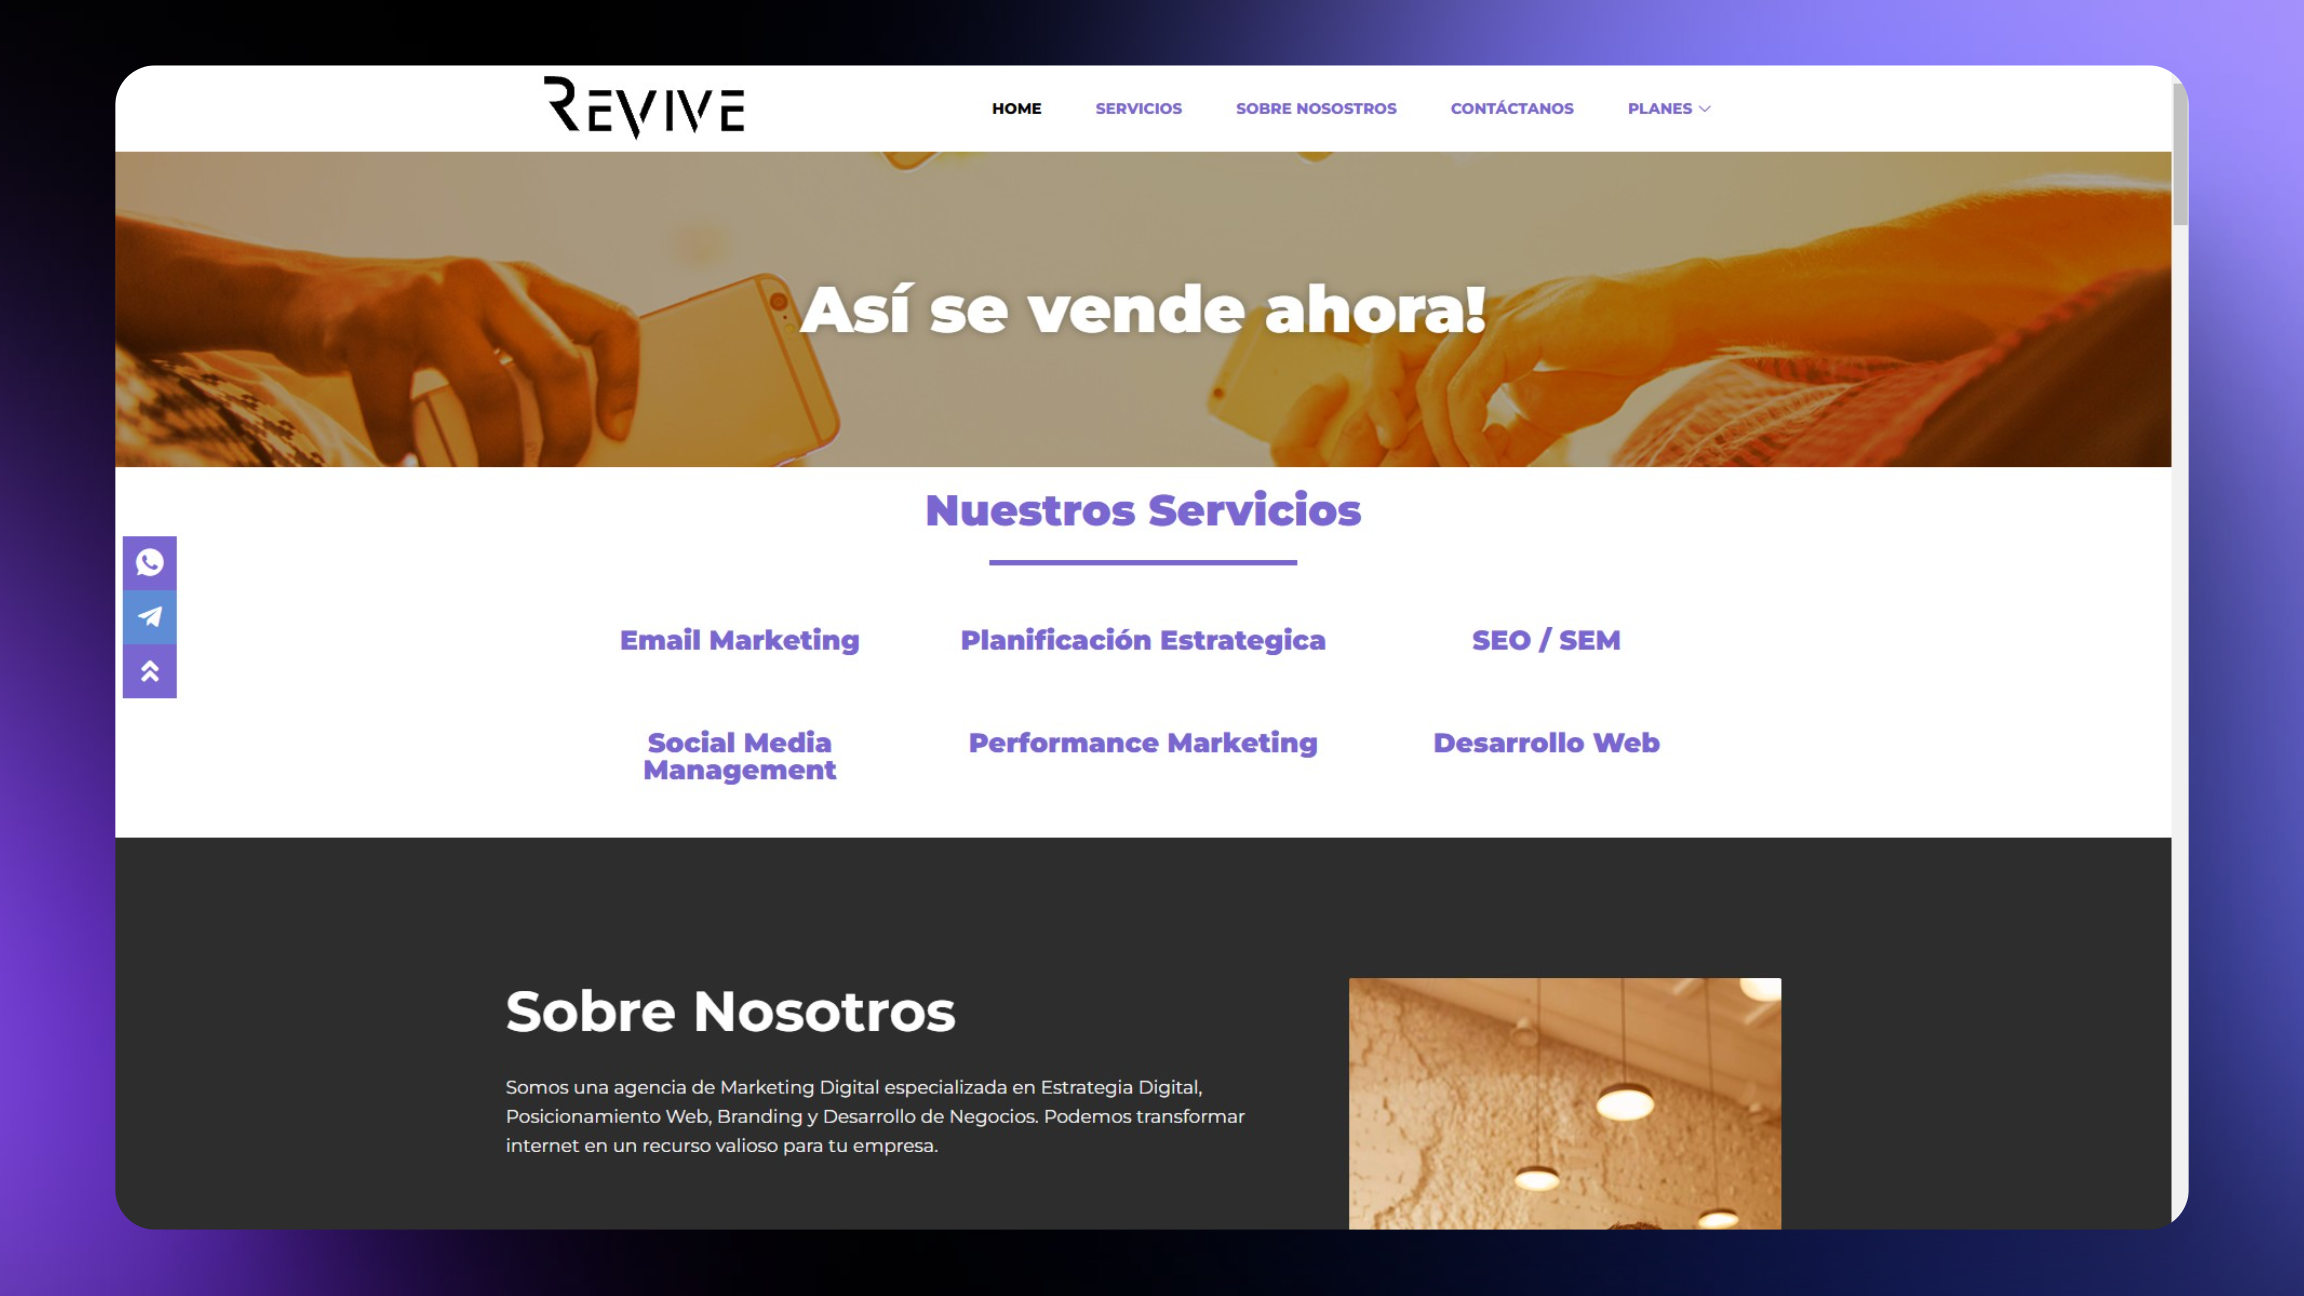 REVIVE
HOME
SERVICIOS
SOBRE NOSOSTROS
CONTÁCTANOS
PLANES
Así se vende ahora!
Nuestros Servicios
Email Marketing
Planificación Estrategica
SEO / SEM
Social Media
Management
Performance Marketing
Desarrollo Web
Sobre Nosotros
Somos una agencia de Marketing Digital especializada en Estrategia Digital,
Posicionamiento Web, Branding y Desarrollo de Negocios. Podemos transformar
internet en un recurso valioso para tu empresa.